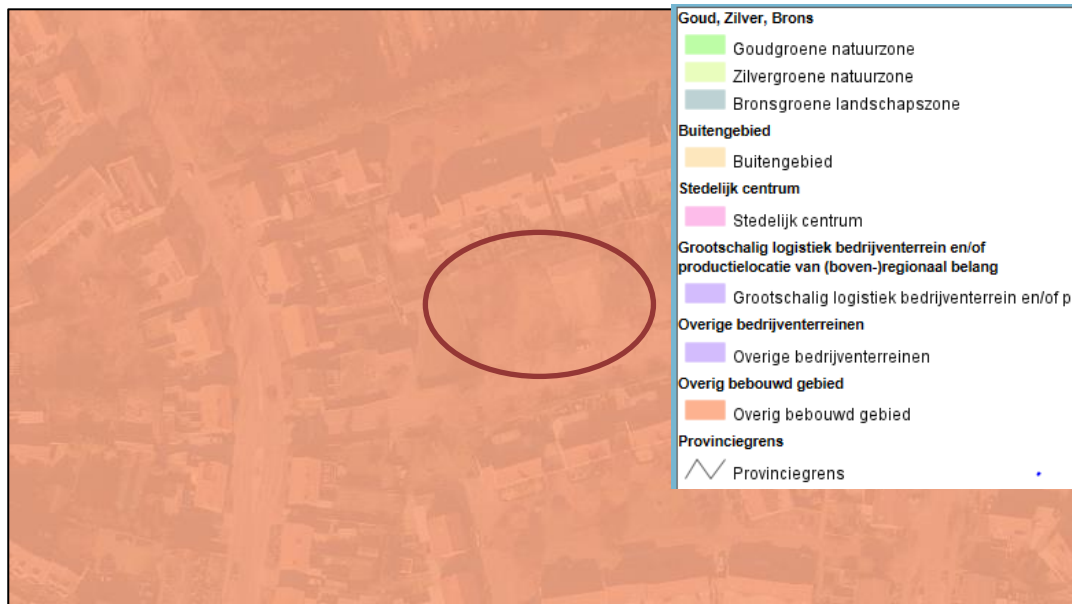 Goud, Zilver, Brons
Goudgroene natuurzone
Zilvergroene natuurzone
Bronsgroene landschapszone
Buitengebied
Buitengebied
Stedelijk centrum
Stedelijk centrum
Grootschalig logistiek bedrijventerrein en/of
productielocatie van (boven-)regionaal belang
Grootschalig logistiek bedrijventerrein en/of p
Overige bedrijventerreinen
Overige bedrijventerreinen
Overig bebouwd gebied
Overig bebouwd gebied
Provinciegrens
Provinciegrens